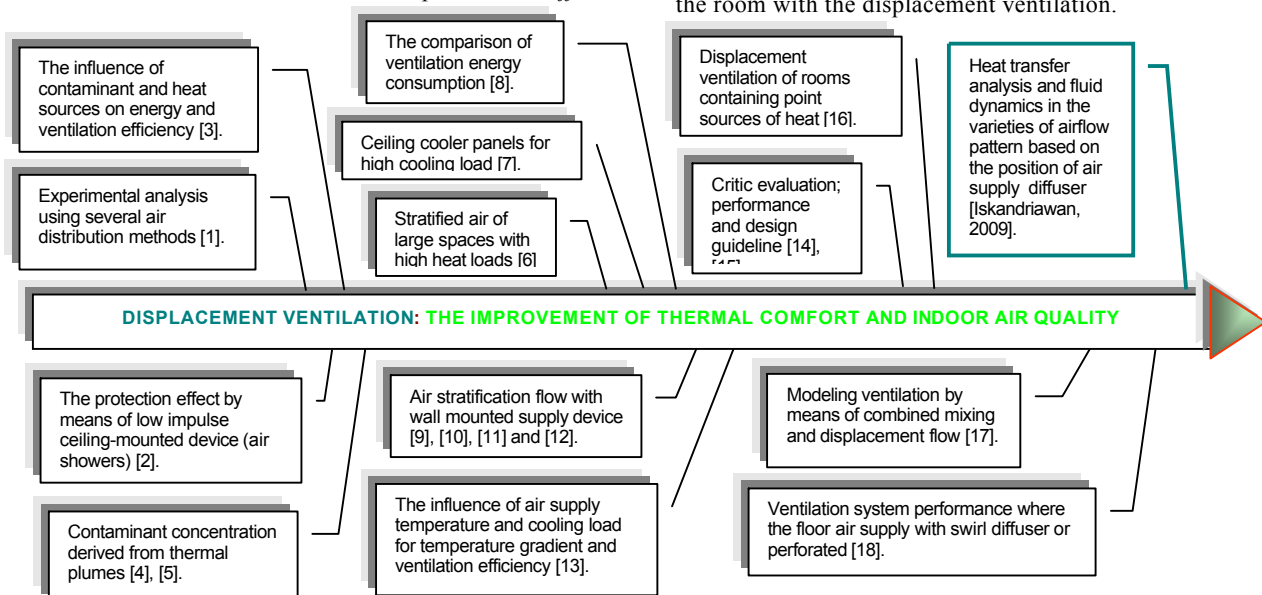 the room with the displacement ventilation.
The influence of
contaminant and heat
sources on energy and
ventilation efficiency [3].
The comparison of
ventilation energy
consumption [8].
Displacement
ventilation of rooms
containing point
sources of heat [16].
Heat transfer
analysis and fluid
dynamics in the
varieties of airflow
pattern based on
the position of air
supply diffuser
[Iskandriawan,
2009].
Ceiling cooler panels for
high cooling load [7].
Experimental analysis
using several air
distribution methods [1].
Stratified air of
large spaces with
high heat loads [6]
Critic evaluation;
performance
and design
guideline [14],
[15]
DISPLACEMENT VENTILATION: THE IMPROVEMENT OF THERMAL COMFORT AND INDOOR AIR QUALITY
The protection effect by
means of low impulse
ceiling-mounted device (air
showers) [2].
Air stratification flow with
wall mounted supply device
[9], [10], [11] and [12].
Modeling ventilation by
means of combined mixing
and displacement flow [17].
Contaminant concentration
derived from thermal
plumes [4], [5].
The influence of air supply
temperature and cooling load
for temperature gradient and
ventilation efficiency [13].
Ventilation system performance where
the floor air supply with swirl diffuser or
perforated [18].